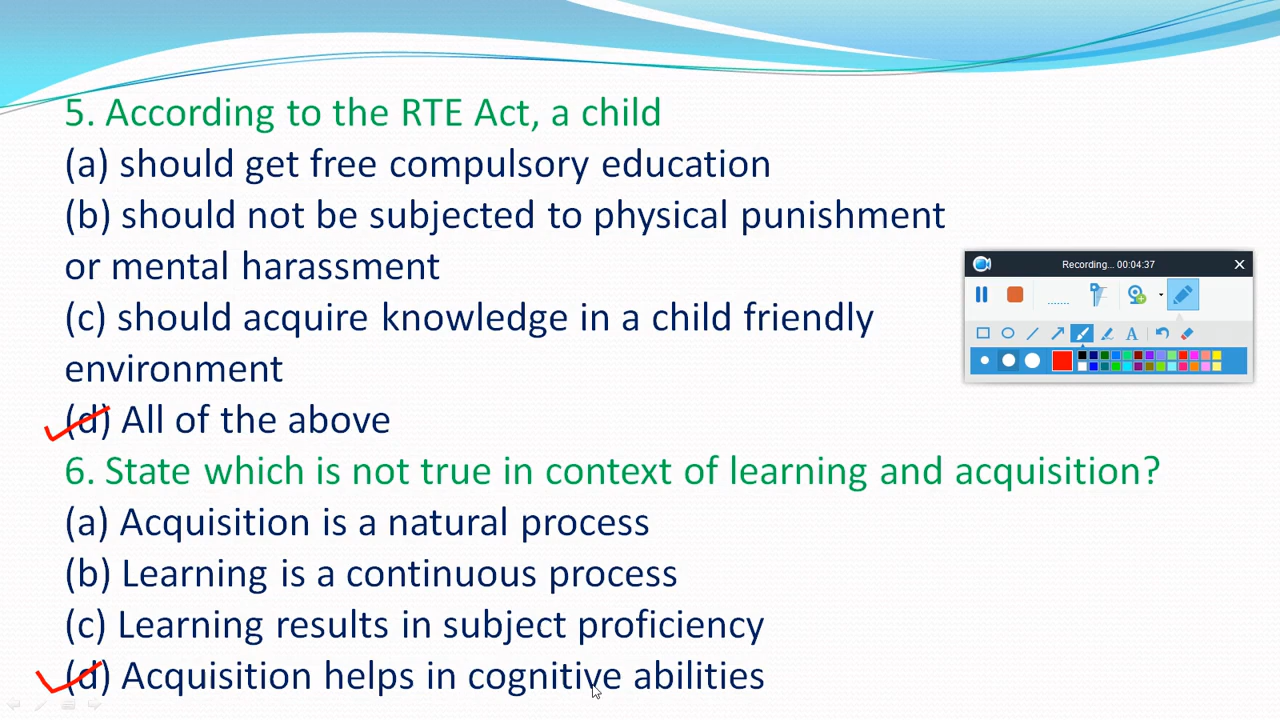 5. According to the RTE Act, a child
(a) should get free compulsory education
(b) should not be subjected to physical punishment
or mental harassment
Recording... 00:04:37
(c) should acquire knowledge in a child friendly
environment
(d) All of the above
6. State which is not true in context of learning and acquisition?
(a) Acquisition is a natural process
(b) Learning is a continuous process
(c) Learning results in subject proficiency
(d) Acquisition helps in cognitive abilities